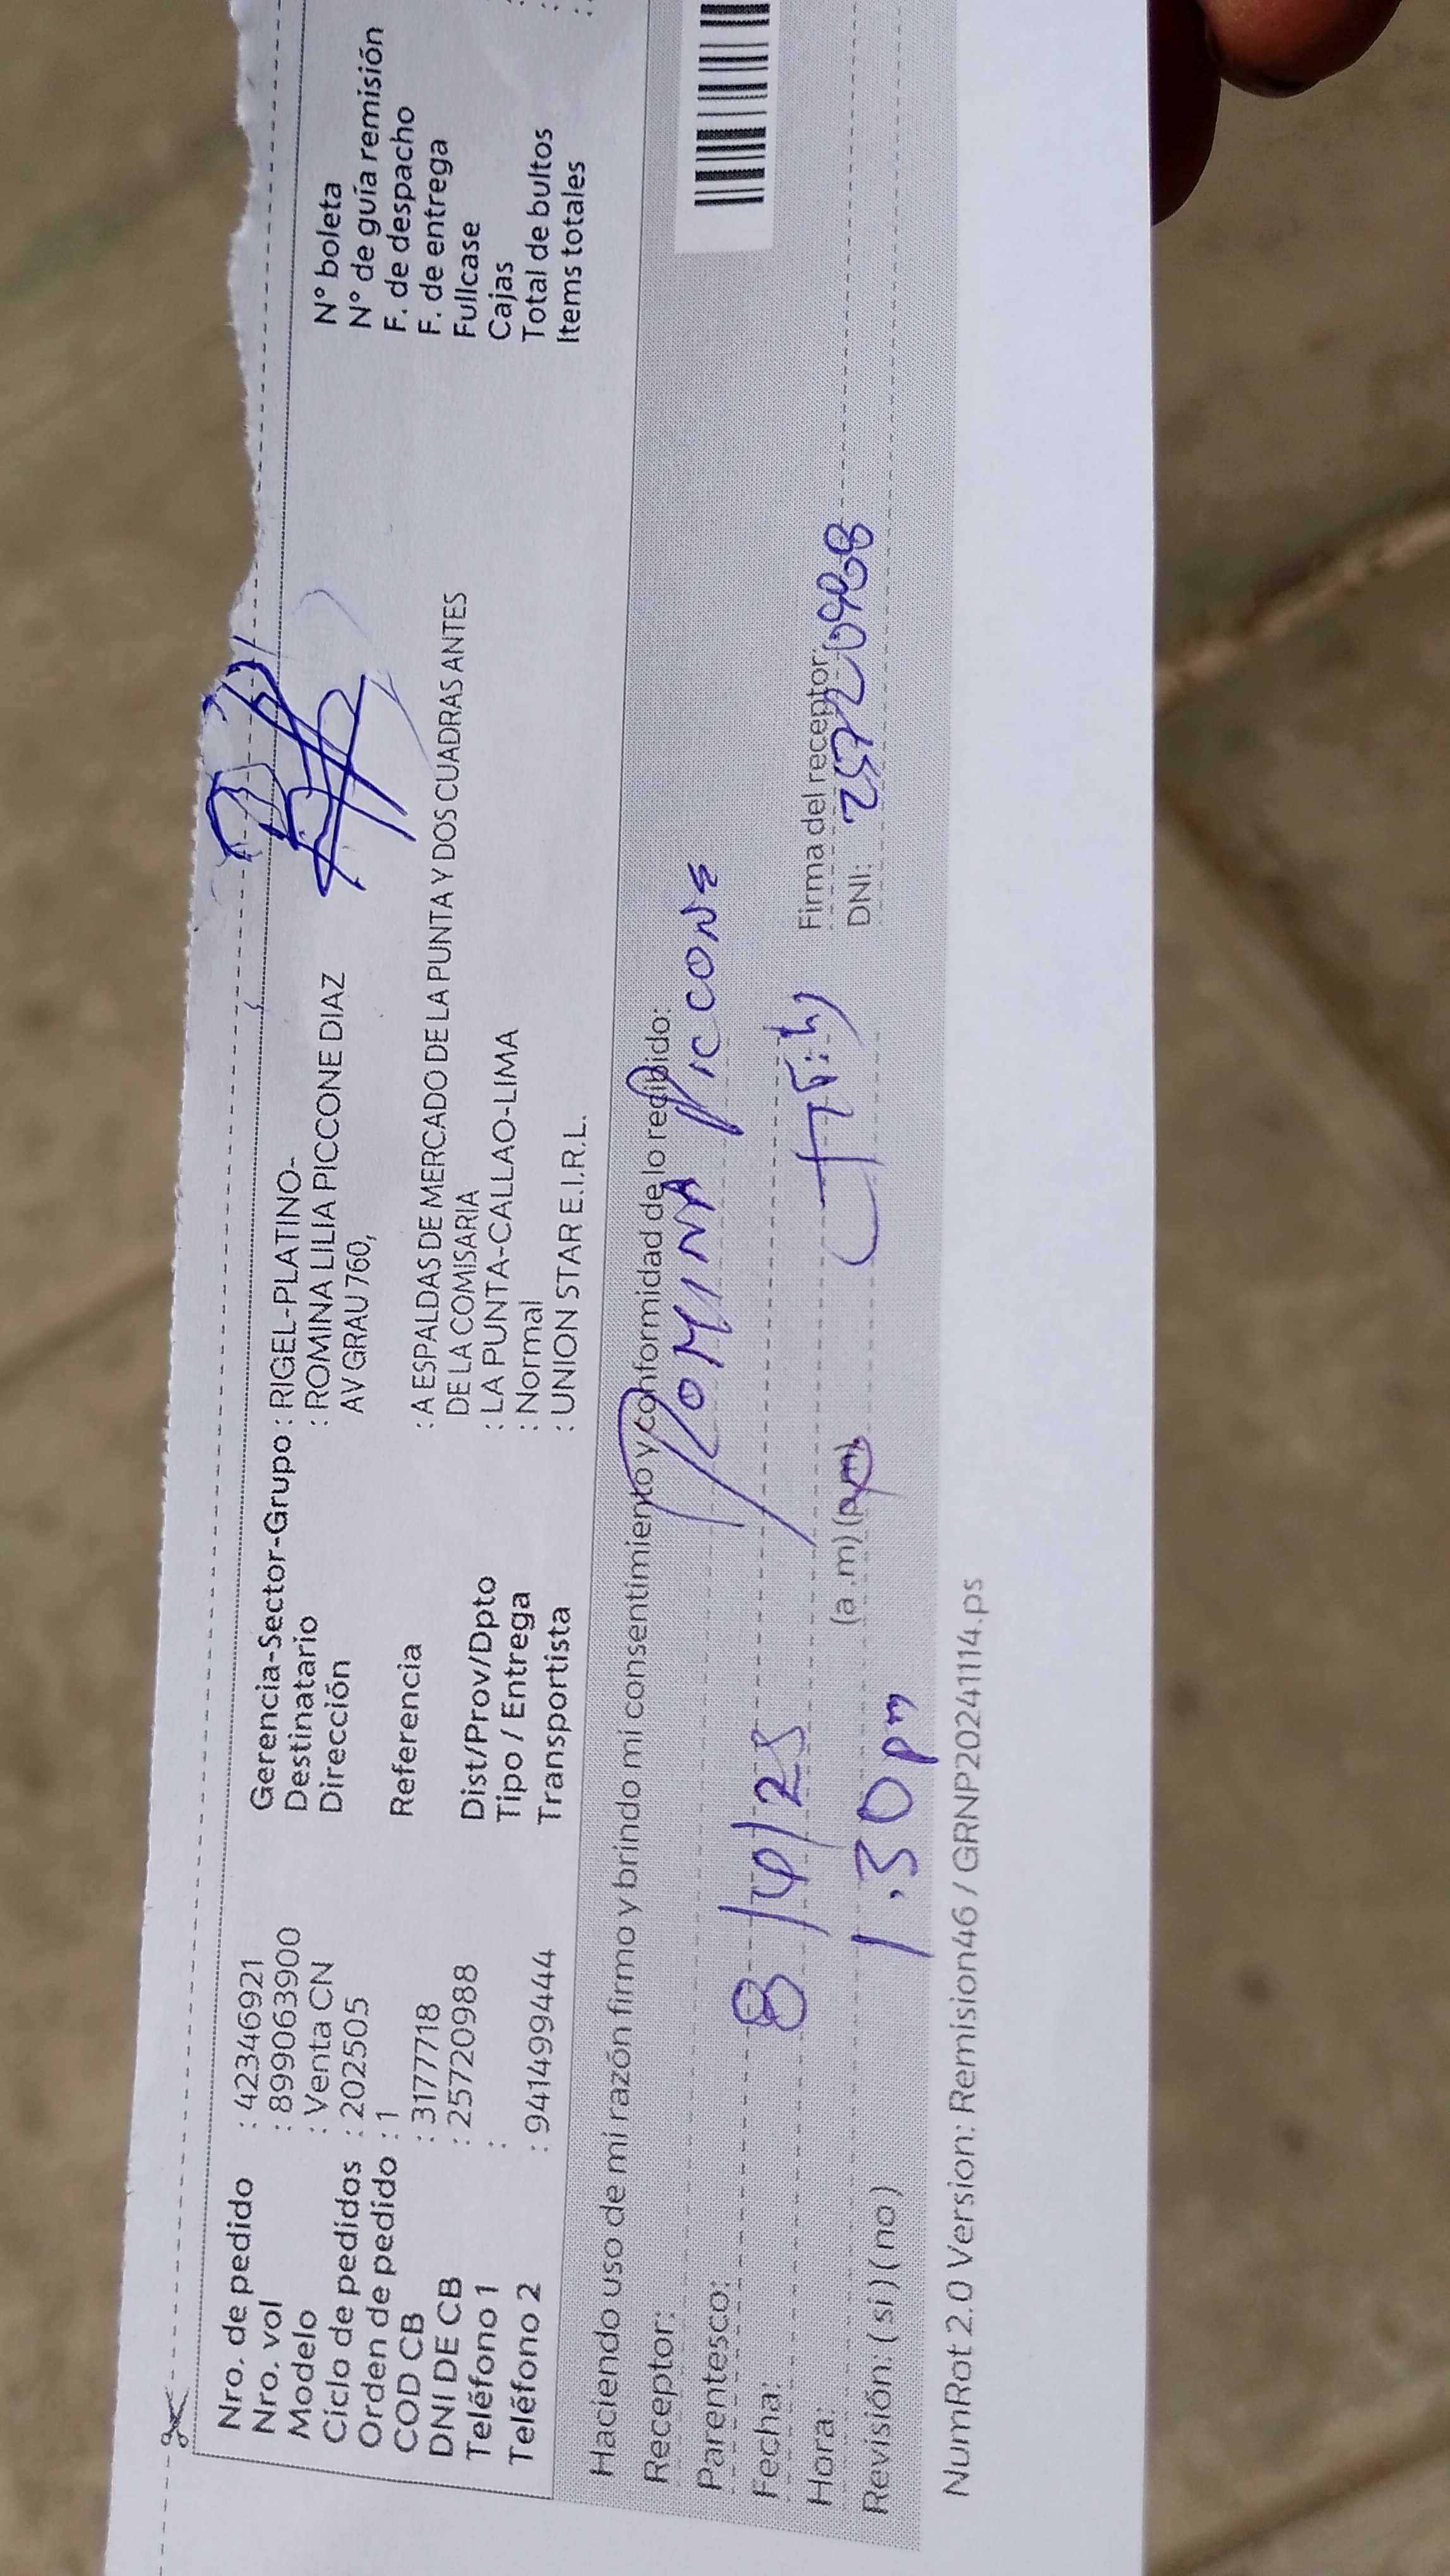 Nro. de pedido : 42346921
Nro. vol : 899063900
Modelo : Venta CN
Ciclo de pedidos : 202505
Orden de pedido : 1
COD CB : 3177718
DNI DE CB : 25720988
Teléfono 1 :
Teléfono 2 : 941499444
Gerencia-Sector-Grupo : RIGEL-PLATINO-
Destinatario : ROMINA LILIA PICCONE DIAZ
Dirección AV GRAU 760,
Referencia : A ESPALDAS DE MERCADO DE LA PUNTA Y DOS CUADRAS ANTES
DE LA COMISARIA
Dist/Prov/Dpto : LA PUNTA-CALLAO-LIMA
Tipo / Entrega : Normal
Transportista : UNION STAR E.I.R.L.
N° boleta
N° de guía remisión
F. de despacho
F. de entrega
Fullcase
Cajas
Total de bultos :
Items totales :
Haciendo uso de mi razón firmo y brindo mi consentimiento y conformidad de lo recibido:
Receptor: ROMINA PICCONE
Parentesco:
Fecha: 8/4/25
Hora: 1.30pm (a.m) (p.m)
Firma del receptor:
Revisión: (si) (no)
DNI: 25720988
NumRot 2.0 Version: Remision46 / GRNP20241114.ps